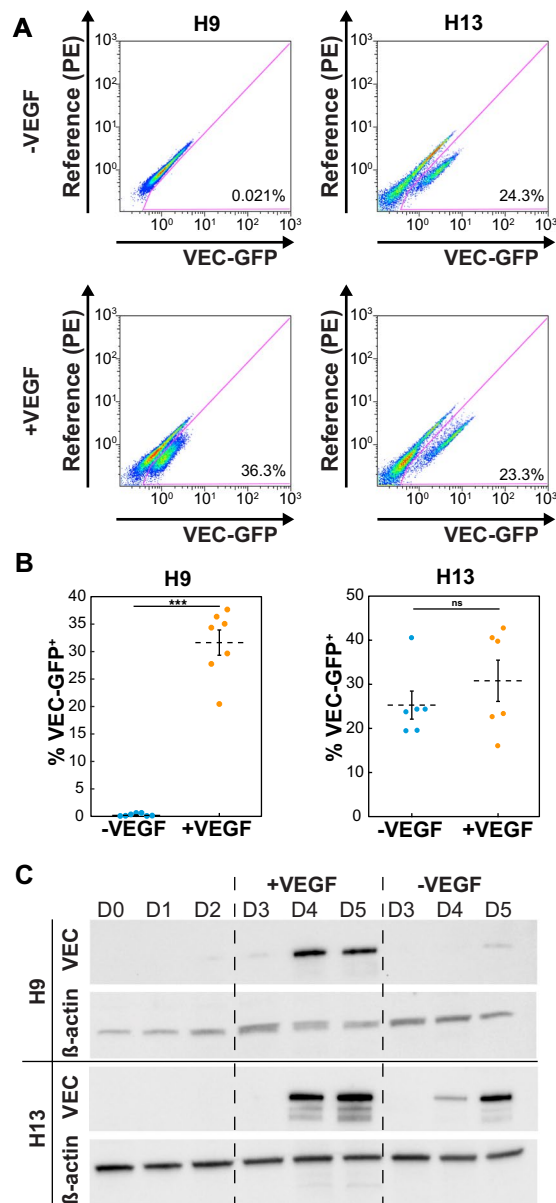 A
H9
H13
-VEGF
Reference (PE)
10³
10²
10¹
10⁰
0.021%
10⁰
10¹
10²
10³
VEC-GFP
Reference (PE)
10³
10²
10¹
10⁰
24.3%
10⁰
10¹
10²
10³
VEC-GFP
+VEGF
Reference (PE)
10³
10²
10¹
10⁰
36.3%
10⁰
10¹
10²
10³
VEC-GFP
Reference (PE)
10³
10²
10¹
10⁰
23.3%
10⁰
10¹
10²
10³
VEC-GFP
B
H9
% VEC-GFP⁺
40
35
30
25
20
15
10
5
0
***
-VEGF +VEGF
H13
% VEC-GFP⁺
50
40
30
20
10
0
ns
-VEGF +VEGF
C
+VEGF -VEGF
D0 D1 D2 D3 D4 D5 D3 D4 D5
H9
VEC
ß-actin
H13
VEC
ß-actin